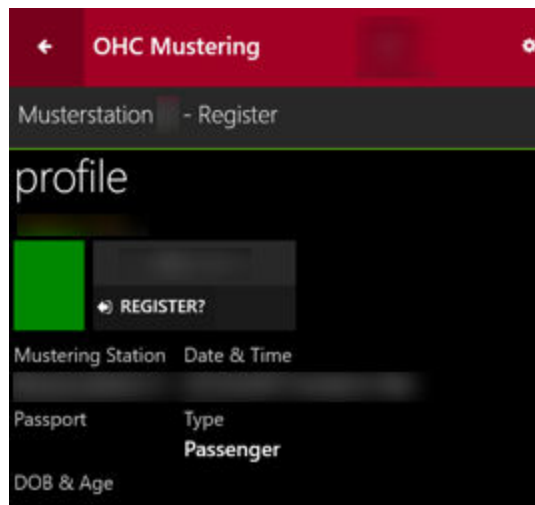 OHC Mustering
Musterstation - Register
profile
REGISTER?
Mustering Station Date & Time
Passport Type
Passenger
DOB & Age